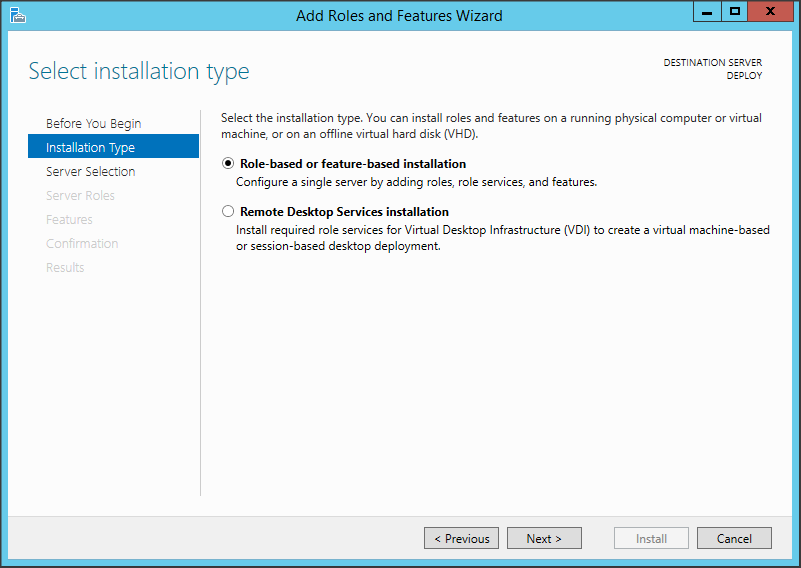 Add Roles and Features Wizard
Select installation type
DESTINATION SERVER
DEPLOY
Before You Begin
Installation Type
Server Selection
Server Roles
Features
Confirmation
Results
Select the installation type. You can install roles and features on a running physical computer or virtual
machine, or on an offline virtual hard disk (VHD).
Role-based or feature-based installation
Configure a single server by adding roles, role services, and features.
Remote Desktop Services installation
Install required role services for Virtual Desktop Infrastructure (VDI) to create a virtual machine-based
or session-based desktop deployment.
< Previous
Next >
Install
Cancel